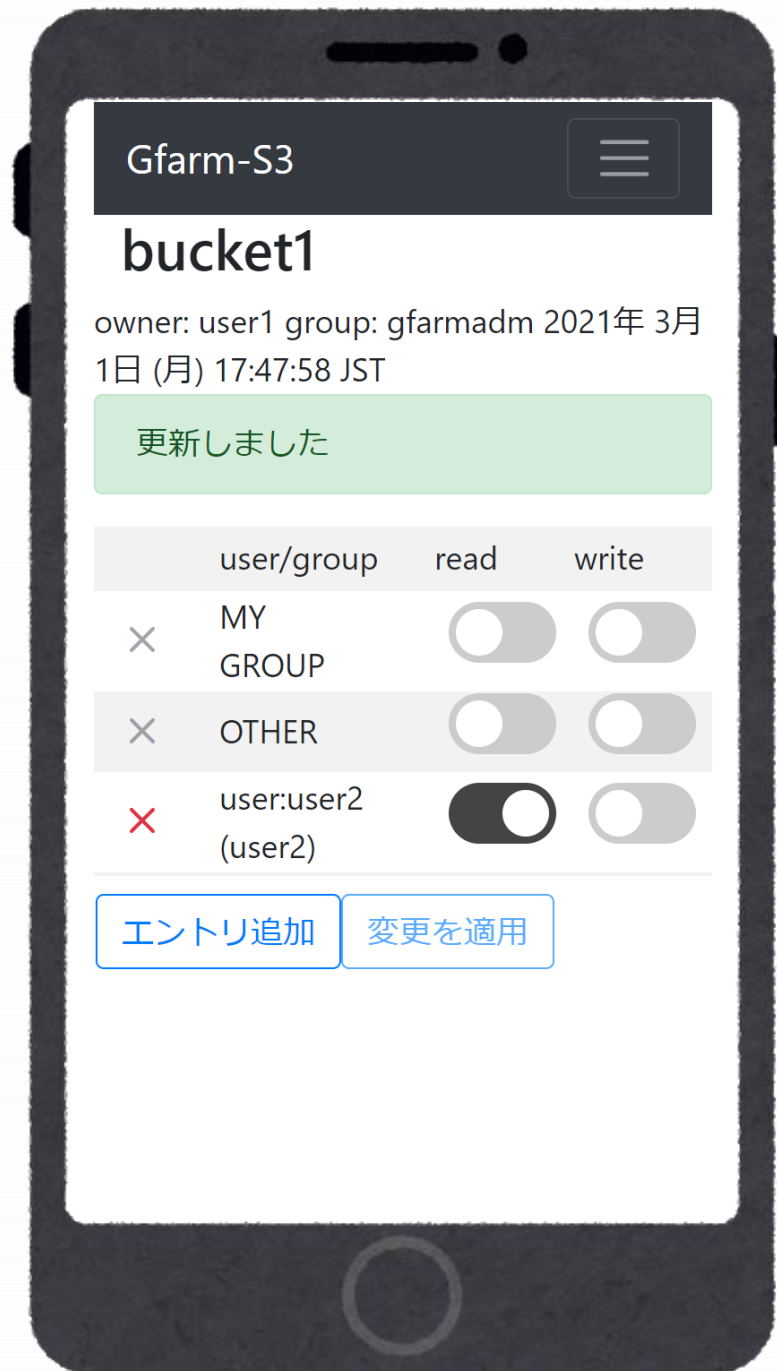 Gfarm-S3
bucket1
owner: user1 group: gfarmadm 2021年 3月
1日 (月) 17:47:58 JST
更新しました
user/group read write
MY
GROUP
OTHER
user:user2
(user2)
エントリ追加 変更を適用